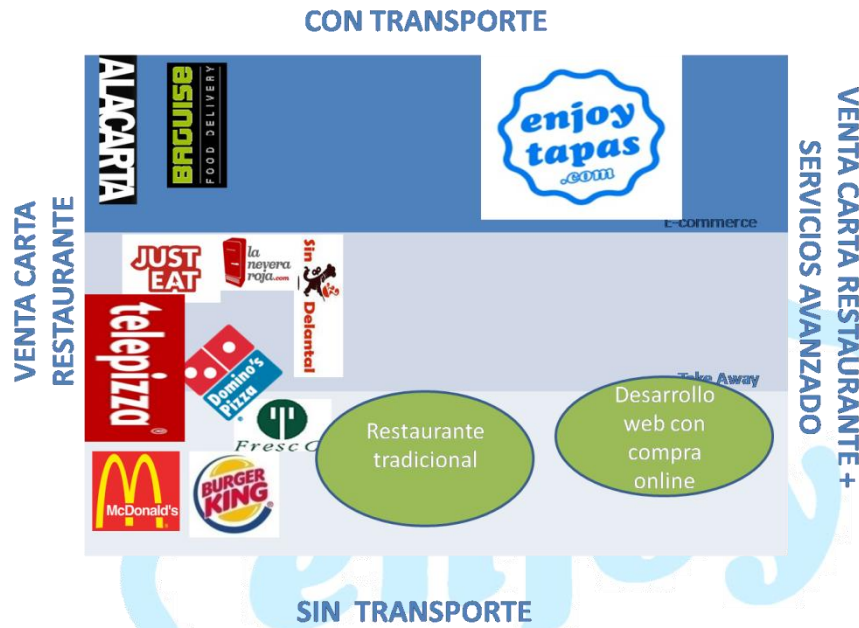 CON TRANSPORTE
ALACARTA
BAGUISE
FOOD DELIVERY
enjoy
tapas
.com
E-commerce
VENTA CARTA
RESTAURANTE
VENTA CARTA RESTAURANTE +
SERVICIOS AVANZADO
JUST
EAT
la
nevera
roja.com
Sin
Delantal
telepizza
Domino's
Pizza
Take Away
Fresc C
Restaurante
tradicional
Desarrollo
web con
compra
online
McDonald's
BURGER
KING
enjoy
SIN TRANSPORTE